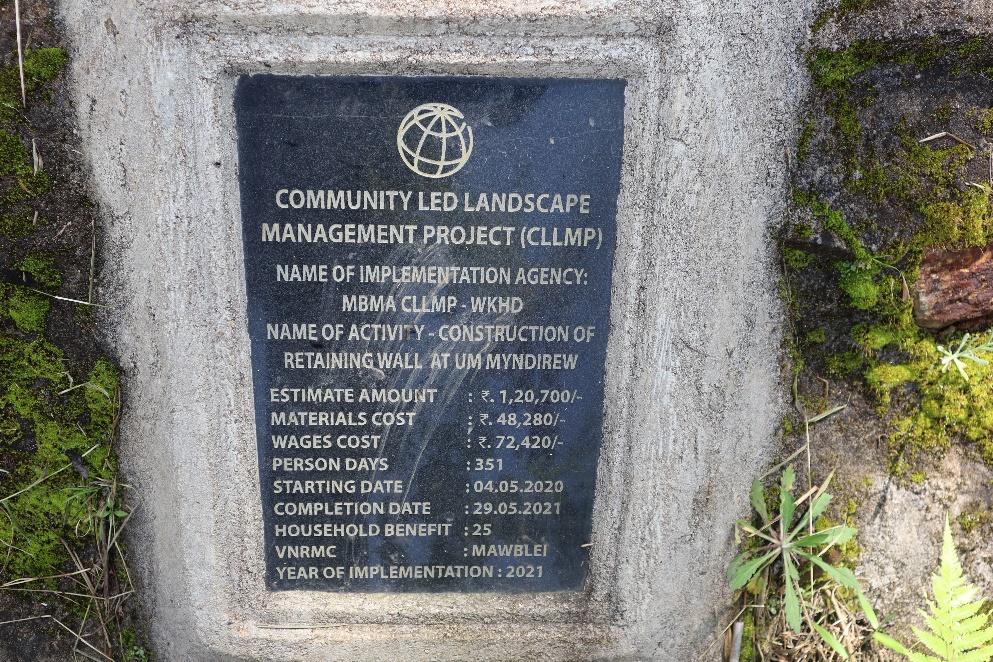 COMMUNITY LED LANDSCAPE
MANAGEMENT PROJECT (CLLMP)
NAME OF IMPLEMENTATION AGENCY:
MBMA CLLMP - WKHD
NAME OF ACTIVITY - CONSTRUCTION OF
RETAINING WALL AT UM MYNDIREW
ESTIMATE AMOUNT : ₹. 1,20,700/-
MATERIALS COST : ₹. 48,280/-
WAGES COST : ₹. 72,420/-
PERSON DAYS : 351
STARTING DATE : 04.05.2020
COMPLETION DATE : 29.05.2021
HOUSEHOLD BENEFIT : 25
VNRMC : MAWBLEI
YEAR OF IMPLEMENTATION : 2021